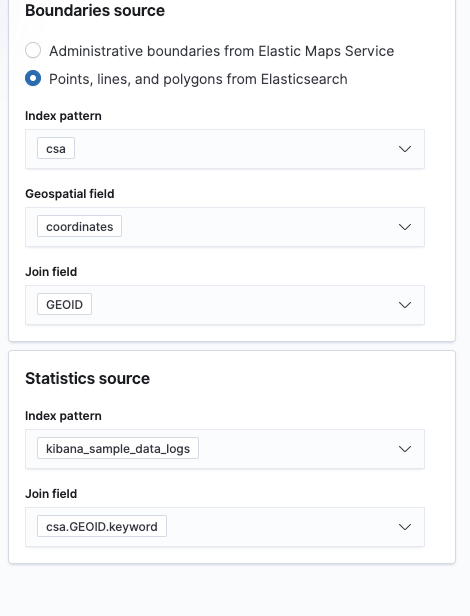 Boundaries source
Administrative boundaries from Elastic Maps Service
Points, lines, and polygons from Elasticsearch
Index pattern
csa
Geospatial field
coordinates
Join field
GEOID
Statistics source
Index pattern
kibana_sample_data_logs
Join field
csa.GEOID.keyword